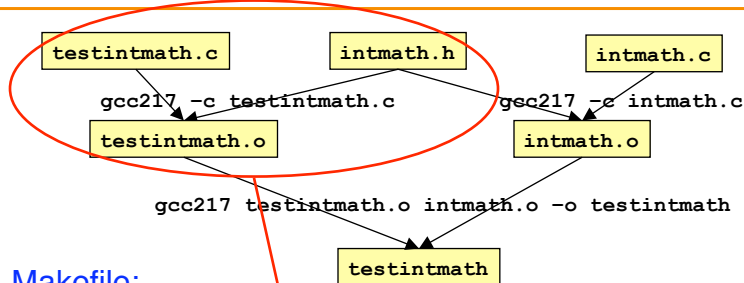 testintmath.c intmath.h intmath.c
gcc217 –c testintmath.c gcc217 –c intmath.c
testintmath.o intmath.o
gcc217 testintmath.o intmath.o –o testintmath
testintmath
Makefile: